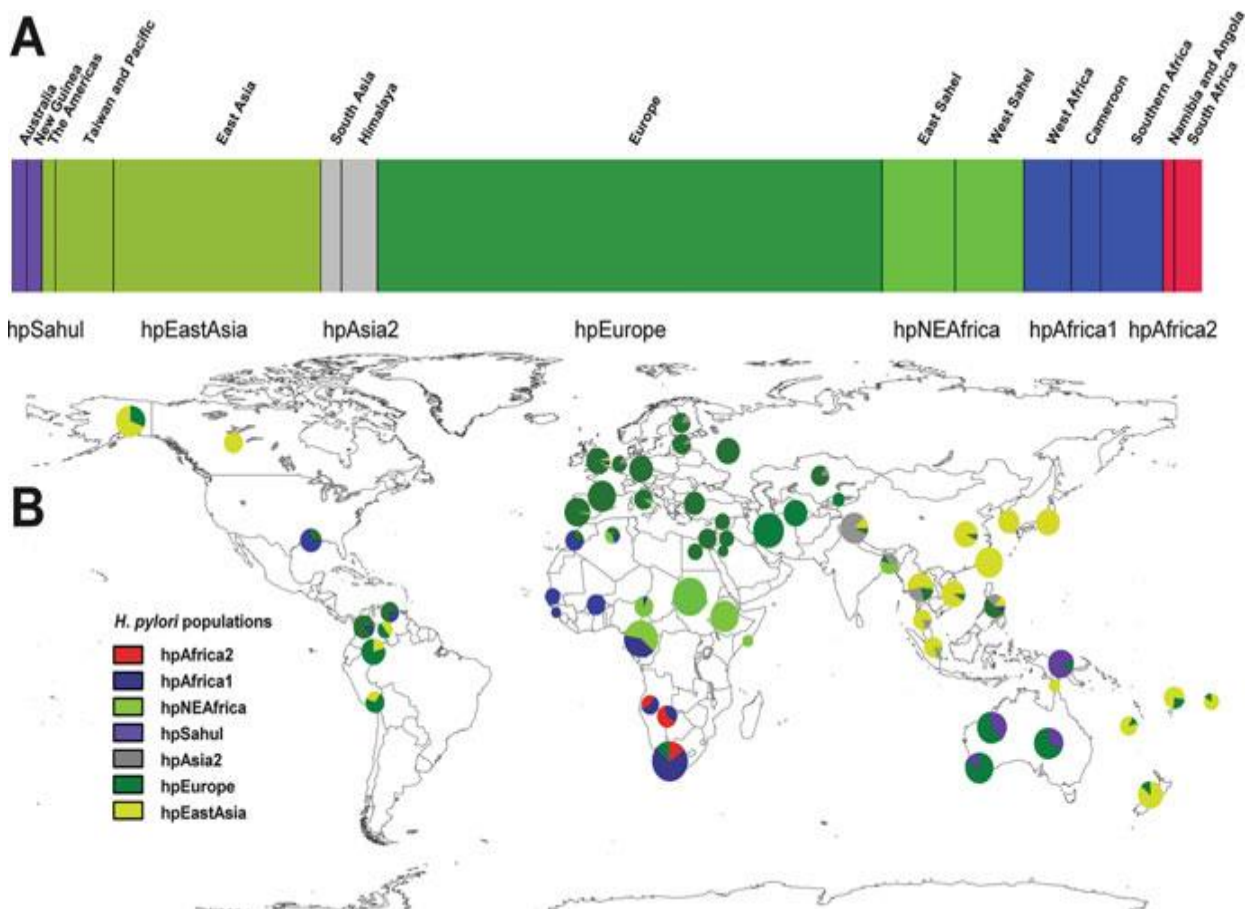 A
Australia
New Guinea
The Americas
Taiwan and Pacific
East Asia
South Asia
Himalaya
Europe
East Sahel
West Sahel
West Africa
Cameroon
Southern Africa
Namibia and Angola
South Africa
hpSahul hpEastAsia hpAsia2 hpEurope hpNEAfrica hpAfrica1 hpAfrica2
B
H. pylori populations
hpAfrica2
hpAfrica1
hpNEAfrica
hpSahul
hpAsia2
hpEurope
hpEastAsia